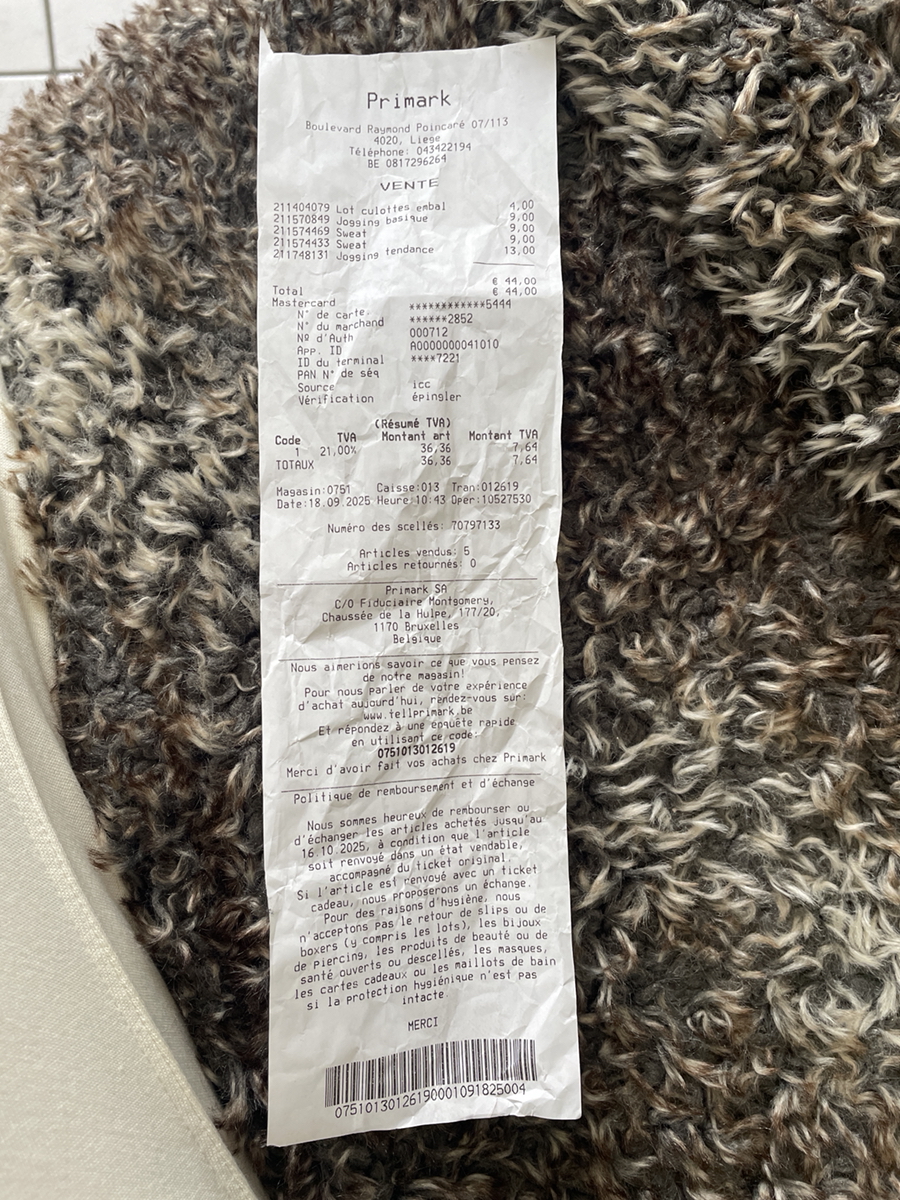 Primark
Boulevard Raymond Poincaré 07/113
4020, Liege
Téléphone: 043422194
BE 0817296264
VENTE
211404079 Lot culottes embal 4,00
211570849 Jogging basique 9,00
211574469 Sweat 9,00
211574433 Sweat 9,00
211748131 Jogging tendance 13,00
Total € 44,00
Mastercard € 44,00
N° de carte. ************5444
N° du marchand ******2852
Nº d'Auth 000712
App. ID A0000000041010
ID du terminal ****7221
PAN N° de séq
Source icc
Vérification épingler
(Résumé TVA)
Code TVA Montant art Montant TVA
1 21,00% 36,36 7,64
TOTAUX 36,36 7,64
Magasin:0751 Caisse:013 Tran:012619
Date:18.09.2025 Heure:10:43 Oper:10527530
Numéro des scellés: 70797133
Articles vendus: 5
Articles retournés: 0
Primark SA
C/O Fiduciaire Montgomery,
Chaussée de la Hulpe, 177/20,
1170 Bruxelles
Belgique
Nous aimerions savoir ce que vous pensez
de notre magasin!
Pour nous parler de votre expérience
d'achat aujourd'hui, rendez-vous sur:
www.tellprimark.be
Et répondez à une enquête rapide
en utilisant ce code:
0751013012619
Merci d'avoir fait vos achats chez Primark
Politique de remboursement et d'échange
Nous sommes heureux de rembourser ou
d'échanger les articles achetés jusqu'au
16.10.2025, à condition que l'article
soit renvoyé dans un état vendable,
accompagné du ticket original.
Si l'article est renvoyé avec un ticket
cadeau, nous proposerons un échange.
Pour des raisons d'hygiène, nous
n'acceptons pas le retour de slips ou de
boxers (y compris les lots), les bijoux
de piercing, les produits de beauté ou de
santé ouverts ou descellés, les masques,
les cartes cadeaux ou les maillots de bain
si la protection hygiénique n'est pas
intacte.
MERCI
07510130126190001091825004